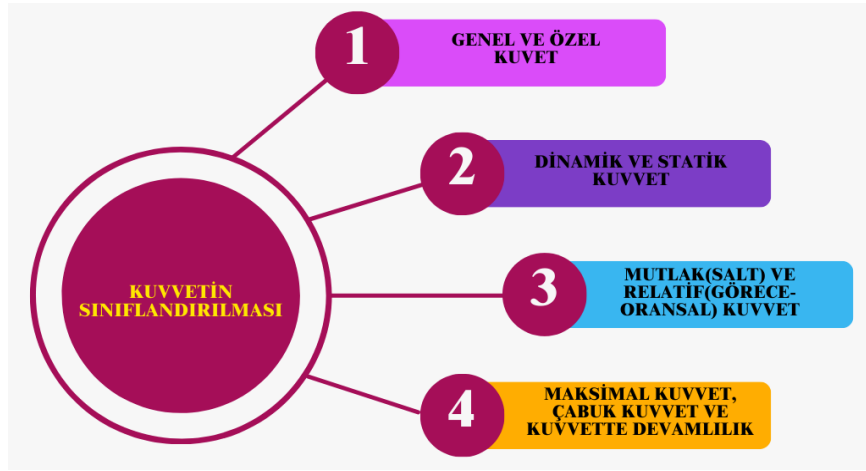 1
GENEL VE ÖZEL
KUVET
2
DİNAMİK VE STATİK
KUVVET
KUVVETİN
SINIFLANDIRILMASI
3
MUTLAK(SALT) VE
RELATİF(GÖRECE-
ORANSAL) KUVVET
4
MAKSİMAL KUVVET,
ÇABUK KUVVET VE
KUVVETTE DEVAMLILIK